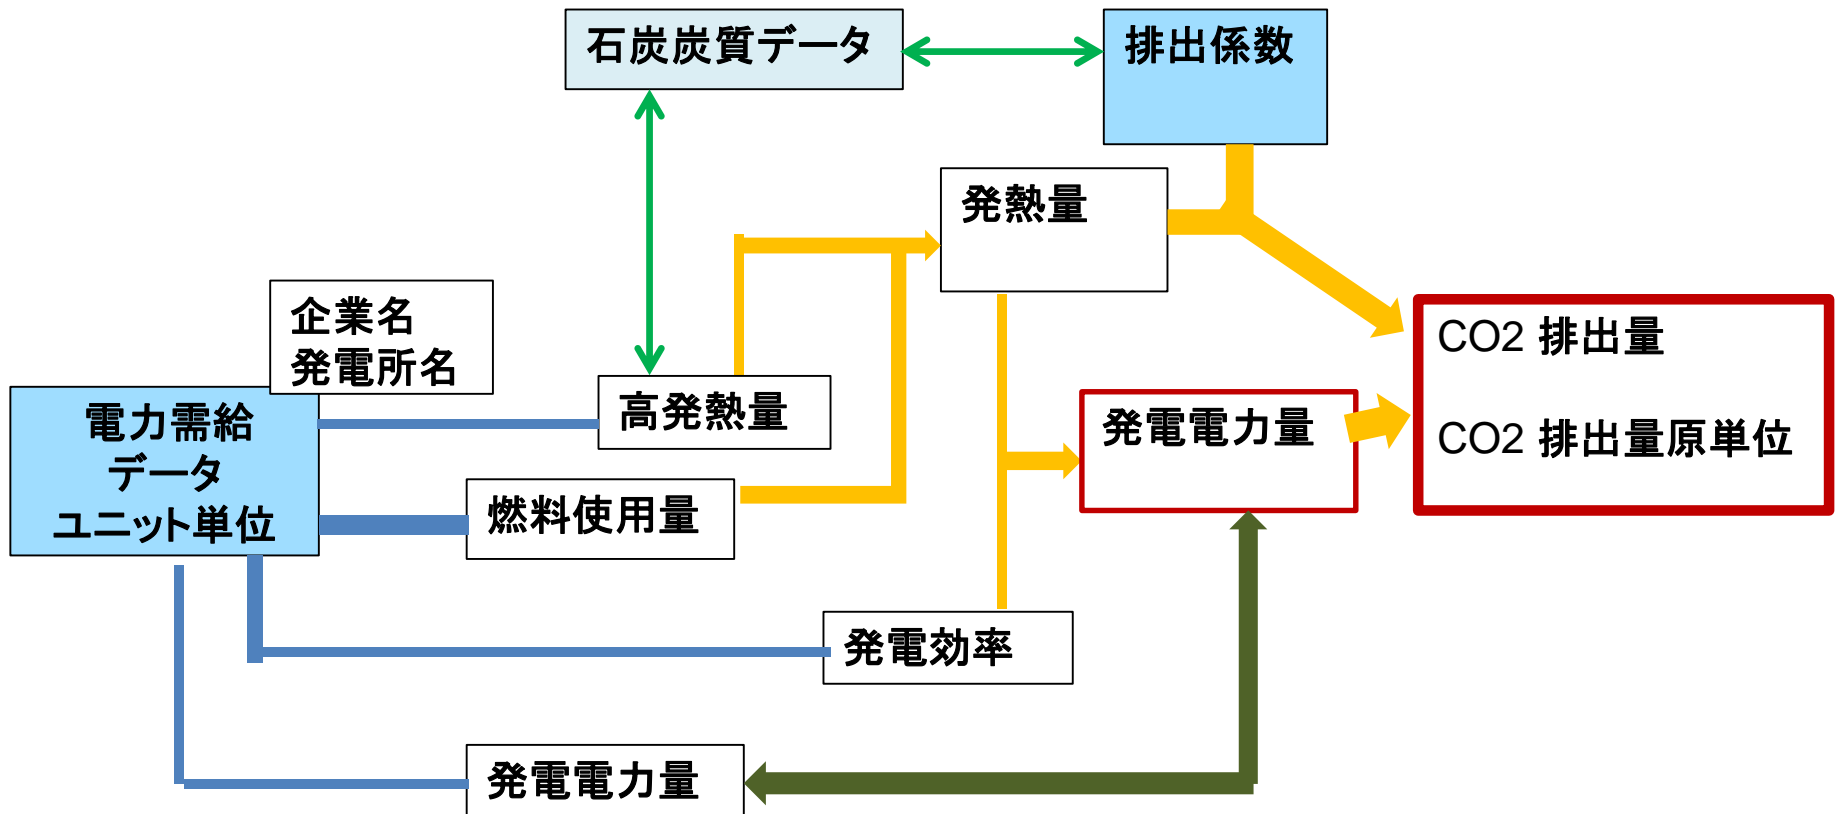 石炭炭質データ
排出係数
発熱量
企業名
発電所名
CO2 排出量
電力需給
データ
ユニット単位
高発熱量
発電電力量
CO2 排出量原単位
燃料使用量
発電効率
発電電力量